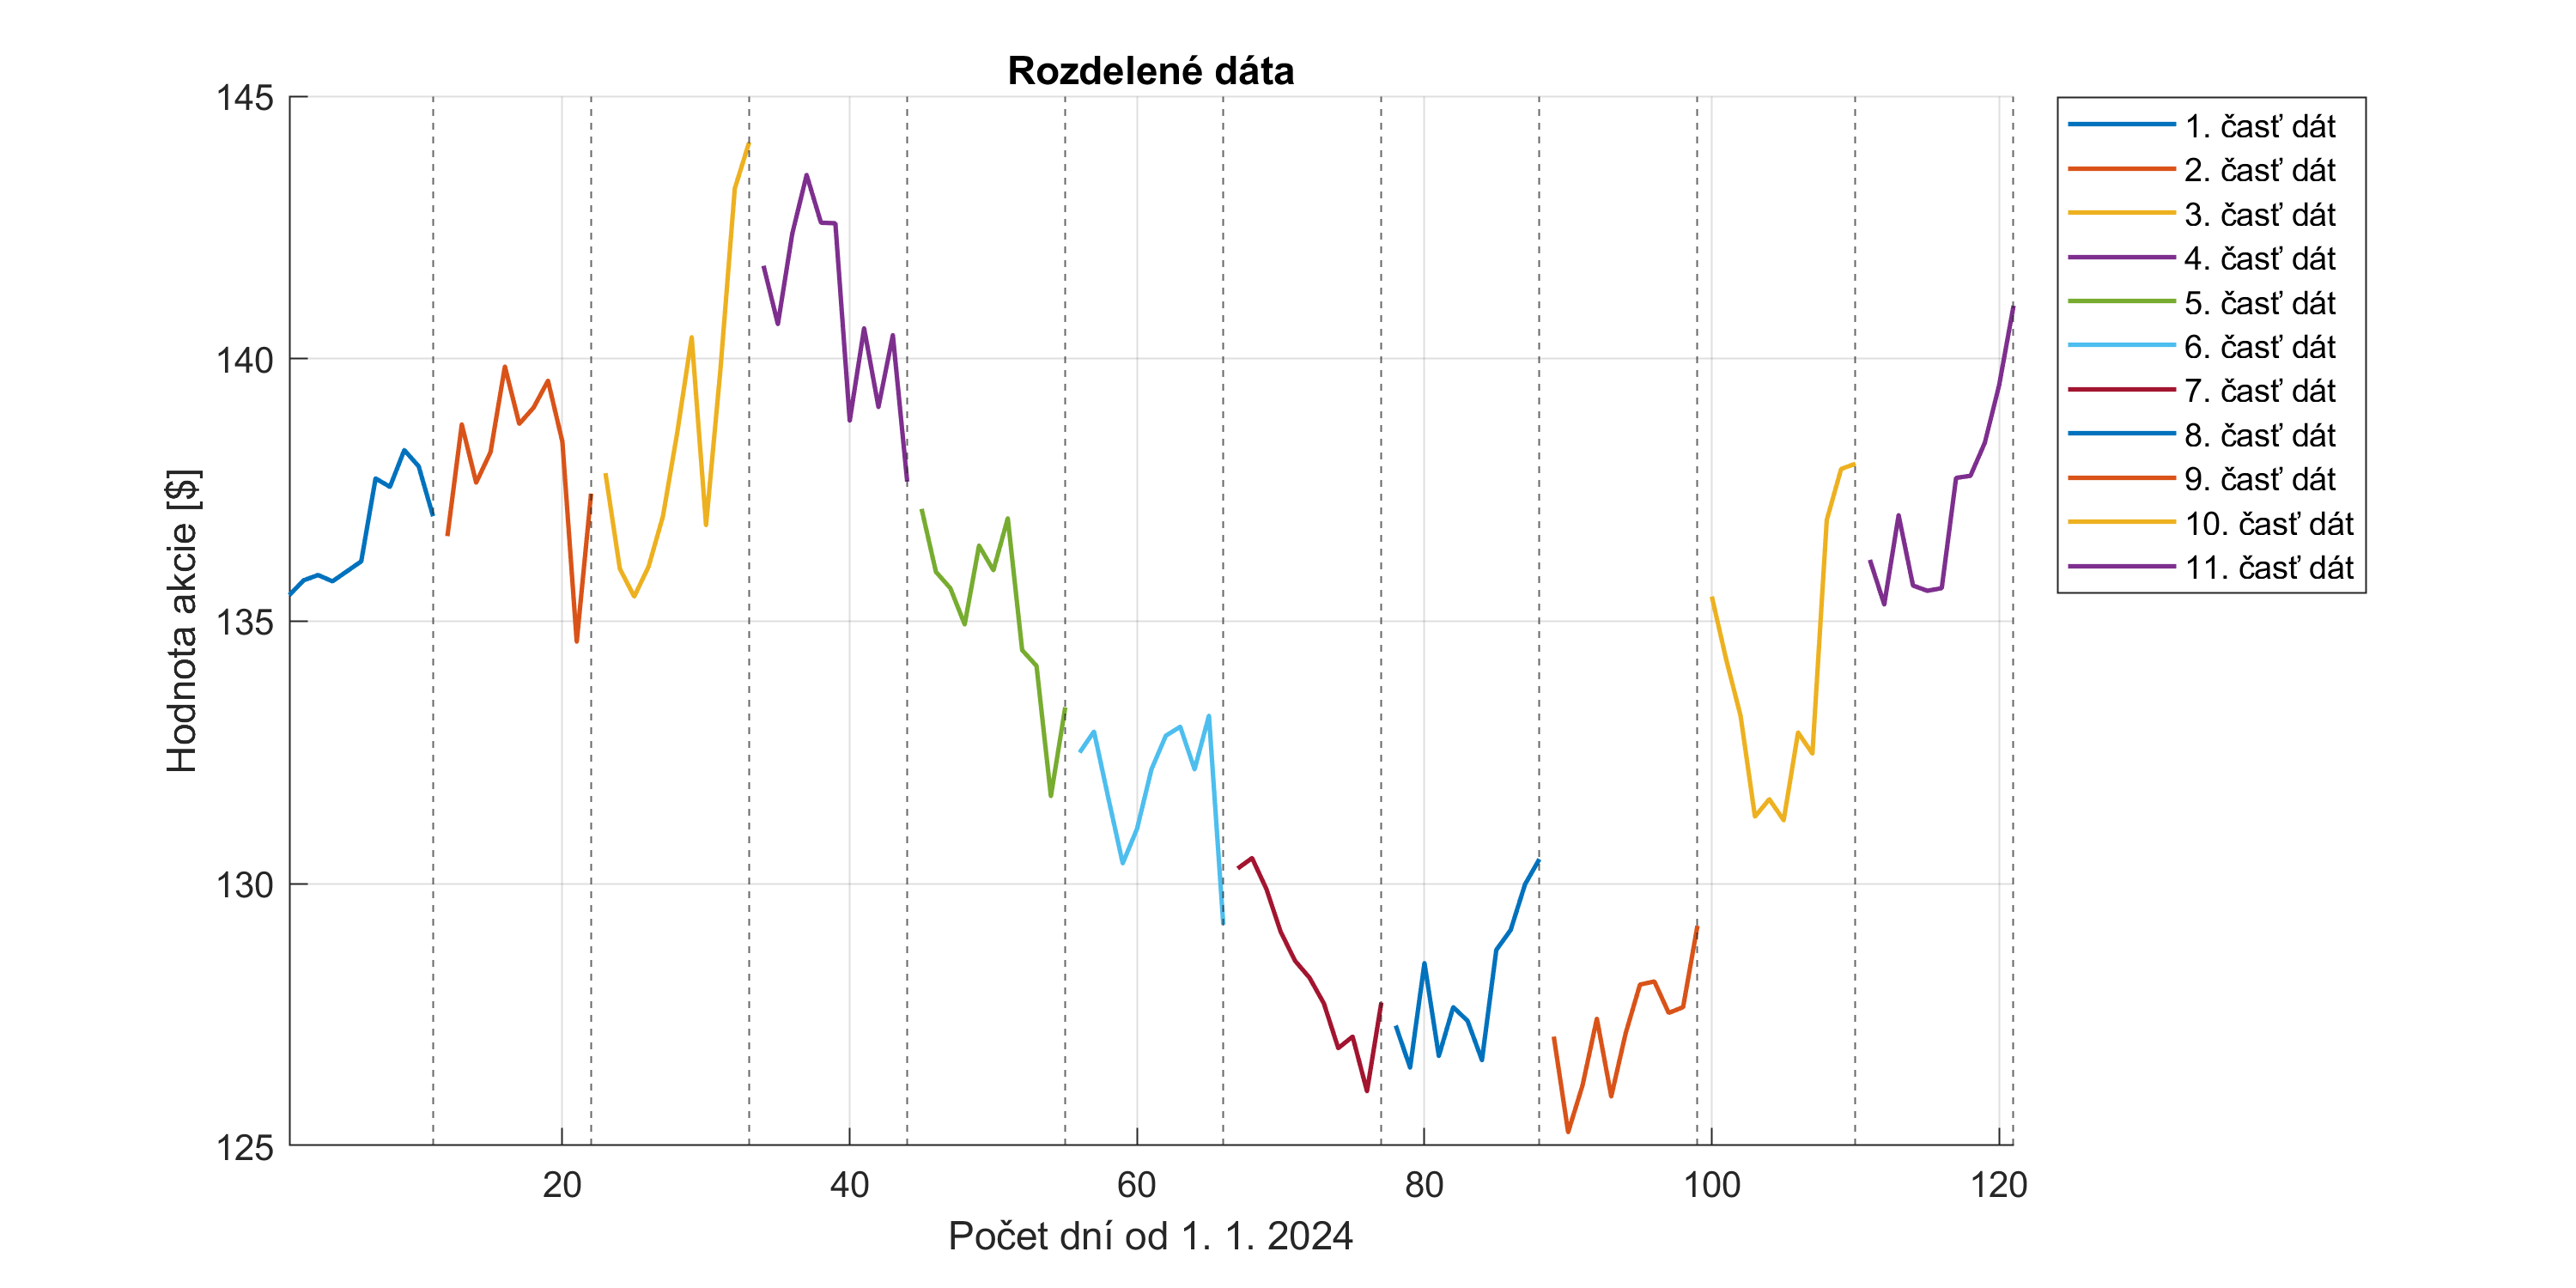 Rozdelené dáta
145
140
135
130
125
Hodnota akcie [$]
20
40
60
80
100
120
Počet dní od 1. 1. 2024
1. časť dát
2. časť dát
3. časť dát
4. časť dát
5. časť dát
6. časť dát
7. časť dát
8. časť dát
9. časť dát
10. časť dát
11. časť dát